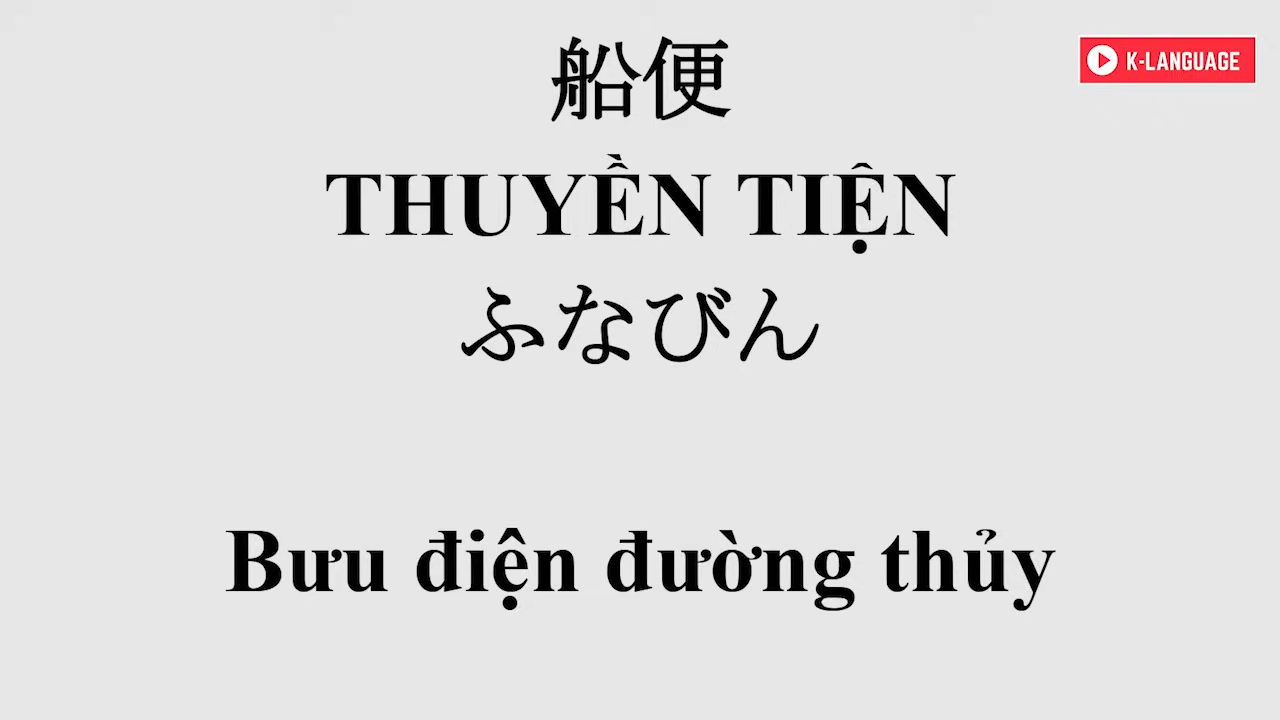 船便
K-LANGUAGE
THUYỀN TIỆN
ふなびん
Bưu điện đường thủy